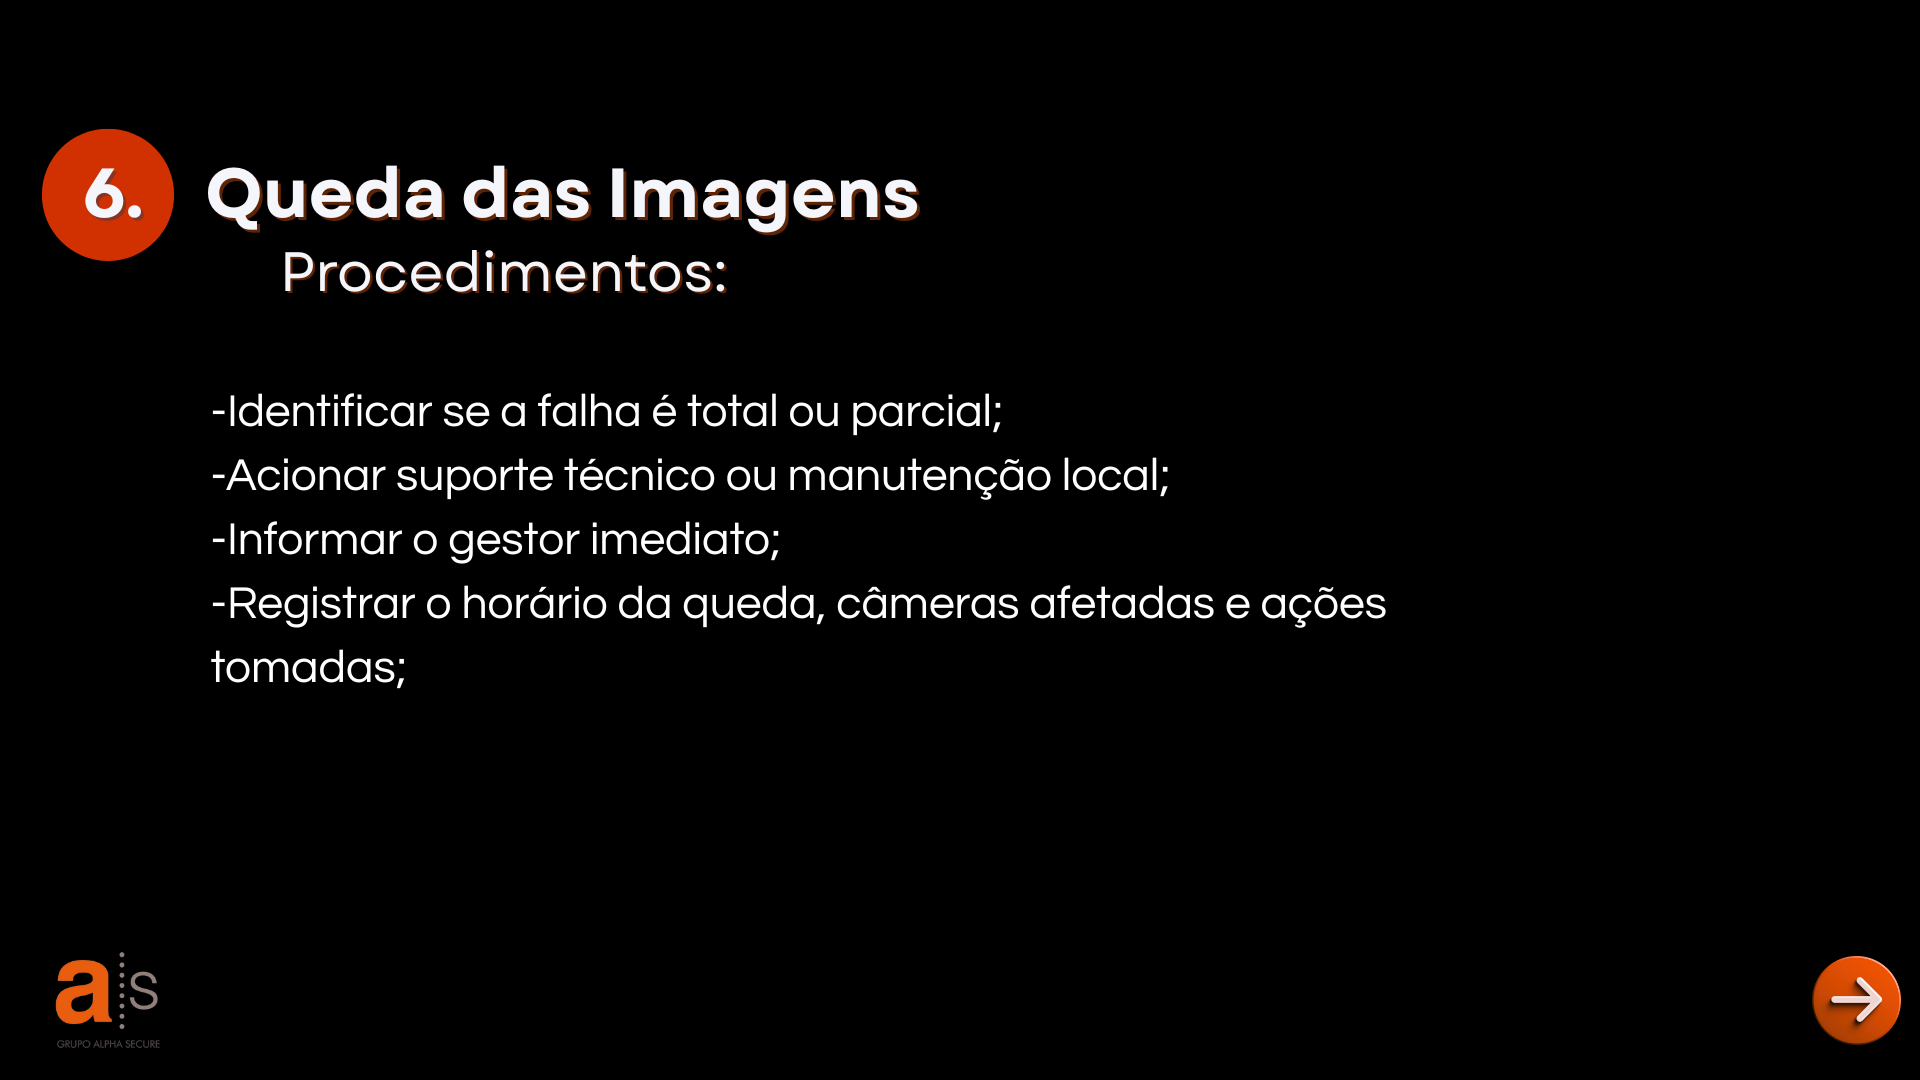 6.
Queda das Imagens
Procedimentos:
-Identificar se a falha é total ou parcial;
-Acionar suporte técnico ou manutenção local;
-Informar o gestor imediato;
-Registrar o horário da queda, câmeras afetadas e ações
tomadas;
a s
GRUPO ALPHA SECURE